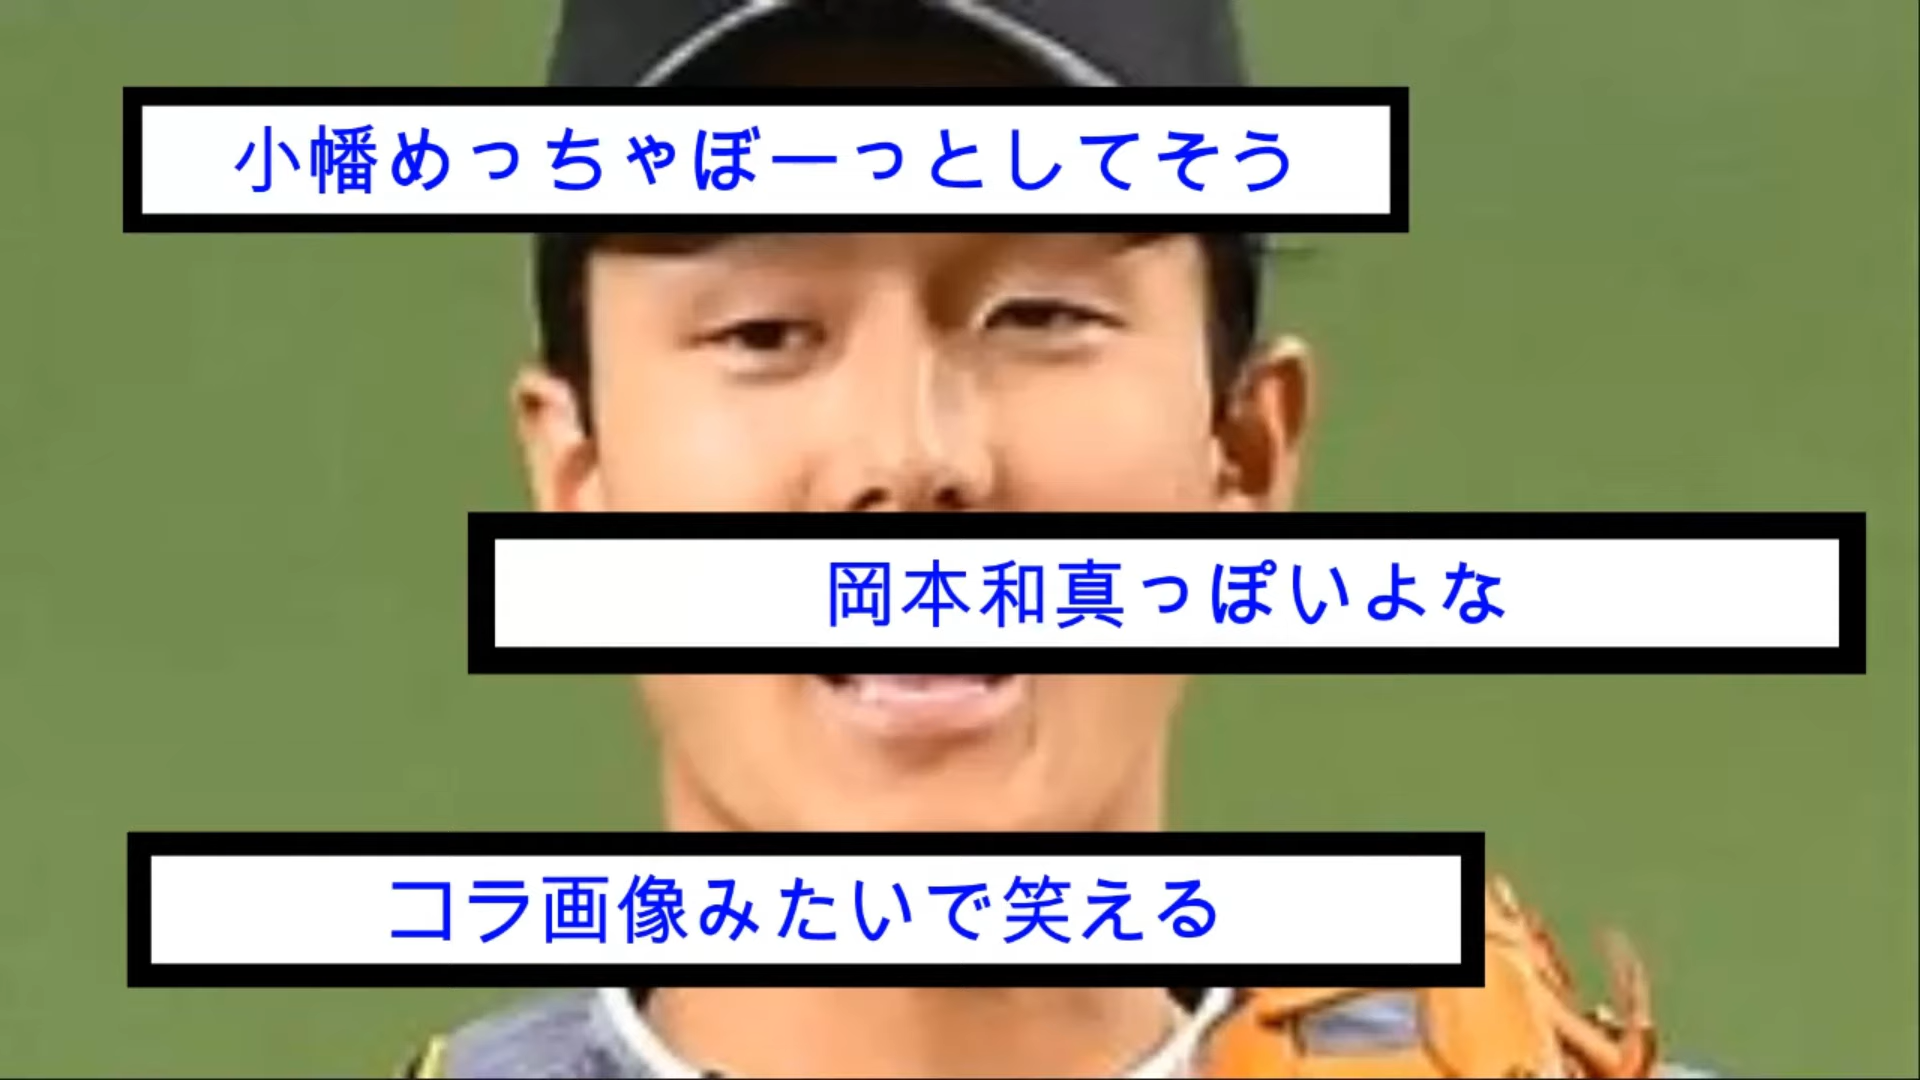 小幡めっちゃぼーっとしてそう
岡本和真っぽいよな
コラ画像みたいで笑える